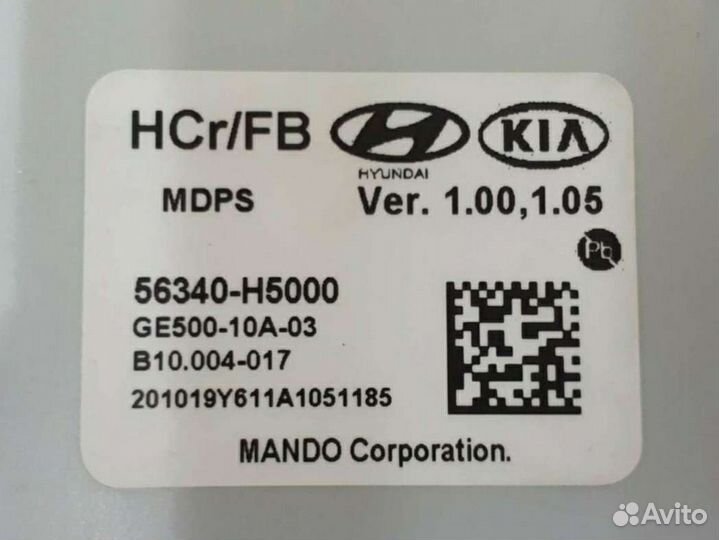 HCr/FB HYUNDAI KIA
MDPS Ver. 1.00,1.05
Pb
56340-H5000
GE500-10A-03
B10.004-017
201019Y611A1051185
MANDO Corporation.
Avito